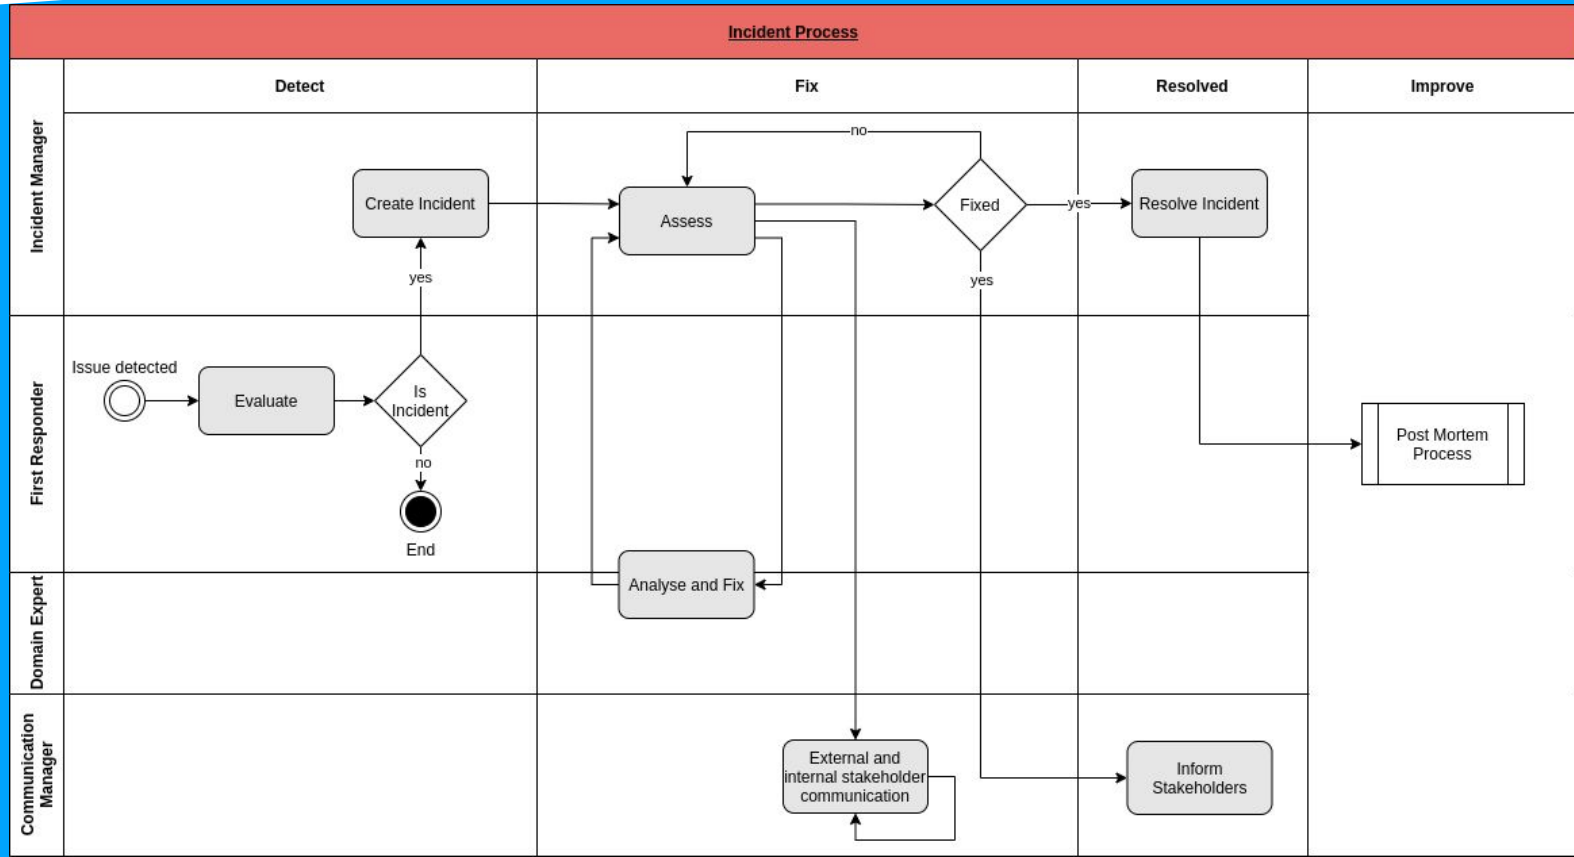 Incident Process
Detect
Fix
Resolved
Improve
Incident Manager
no
Create Incident
Assess
Fixed
yes
Resolve Incident
yes
yes
First Responder
Issue detected
Evaluate
Is
Incident
no
End
Post Mortem
Process
Domain Expert
Analyse and Fix
Communication
Manager
External and
internal stakeholder
communication
Inform
Stakeholders